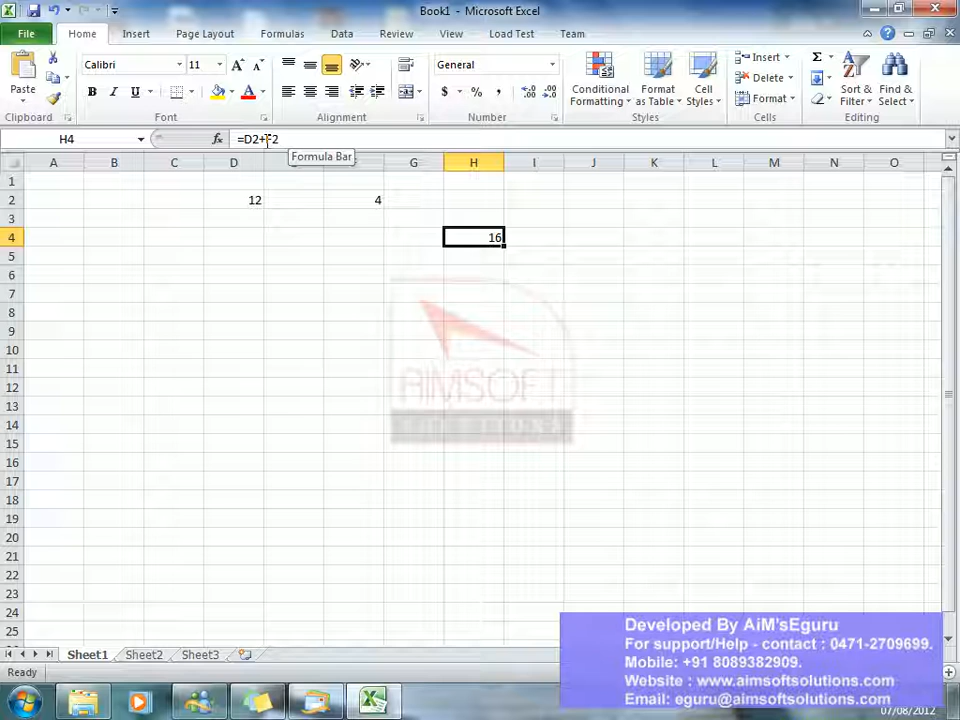 Book1 - Microsoft Excel
File Home Insert Page Layout Formulas Data Review View Load Test Team
Calibri 11 General
Paste
B I U $ % ,
Conditional Formatting
Format as Table
Cell Styles
Insert
Delete
Format
Sort & Filter
Find & Select
Clipboard Font Alignment Number Styles Cells Editing
H4 fx =D2+F2
Formula Bar
A B C D G H I J K L M N O
1
2 12 4
3
4 16
5
6
7
8
9
10
11
12
13
14
15
16
17
18
19
20
21
22
23
24
25
AIMSOFT
SOLUTIONS
Sheet1 Sheet2 Sheet3
Ready
Developed By AiM'sEguru
For support/Help - contact : 0471-2709699.
Mobile: +91 8089382909.
Website : www.aimsoftsolutions.com
Email: eguru@aimsoftsolutions.com
07/08/2012